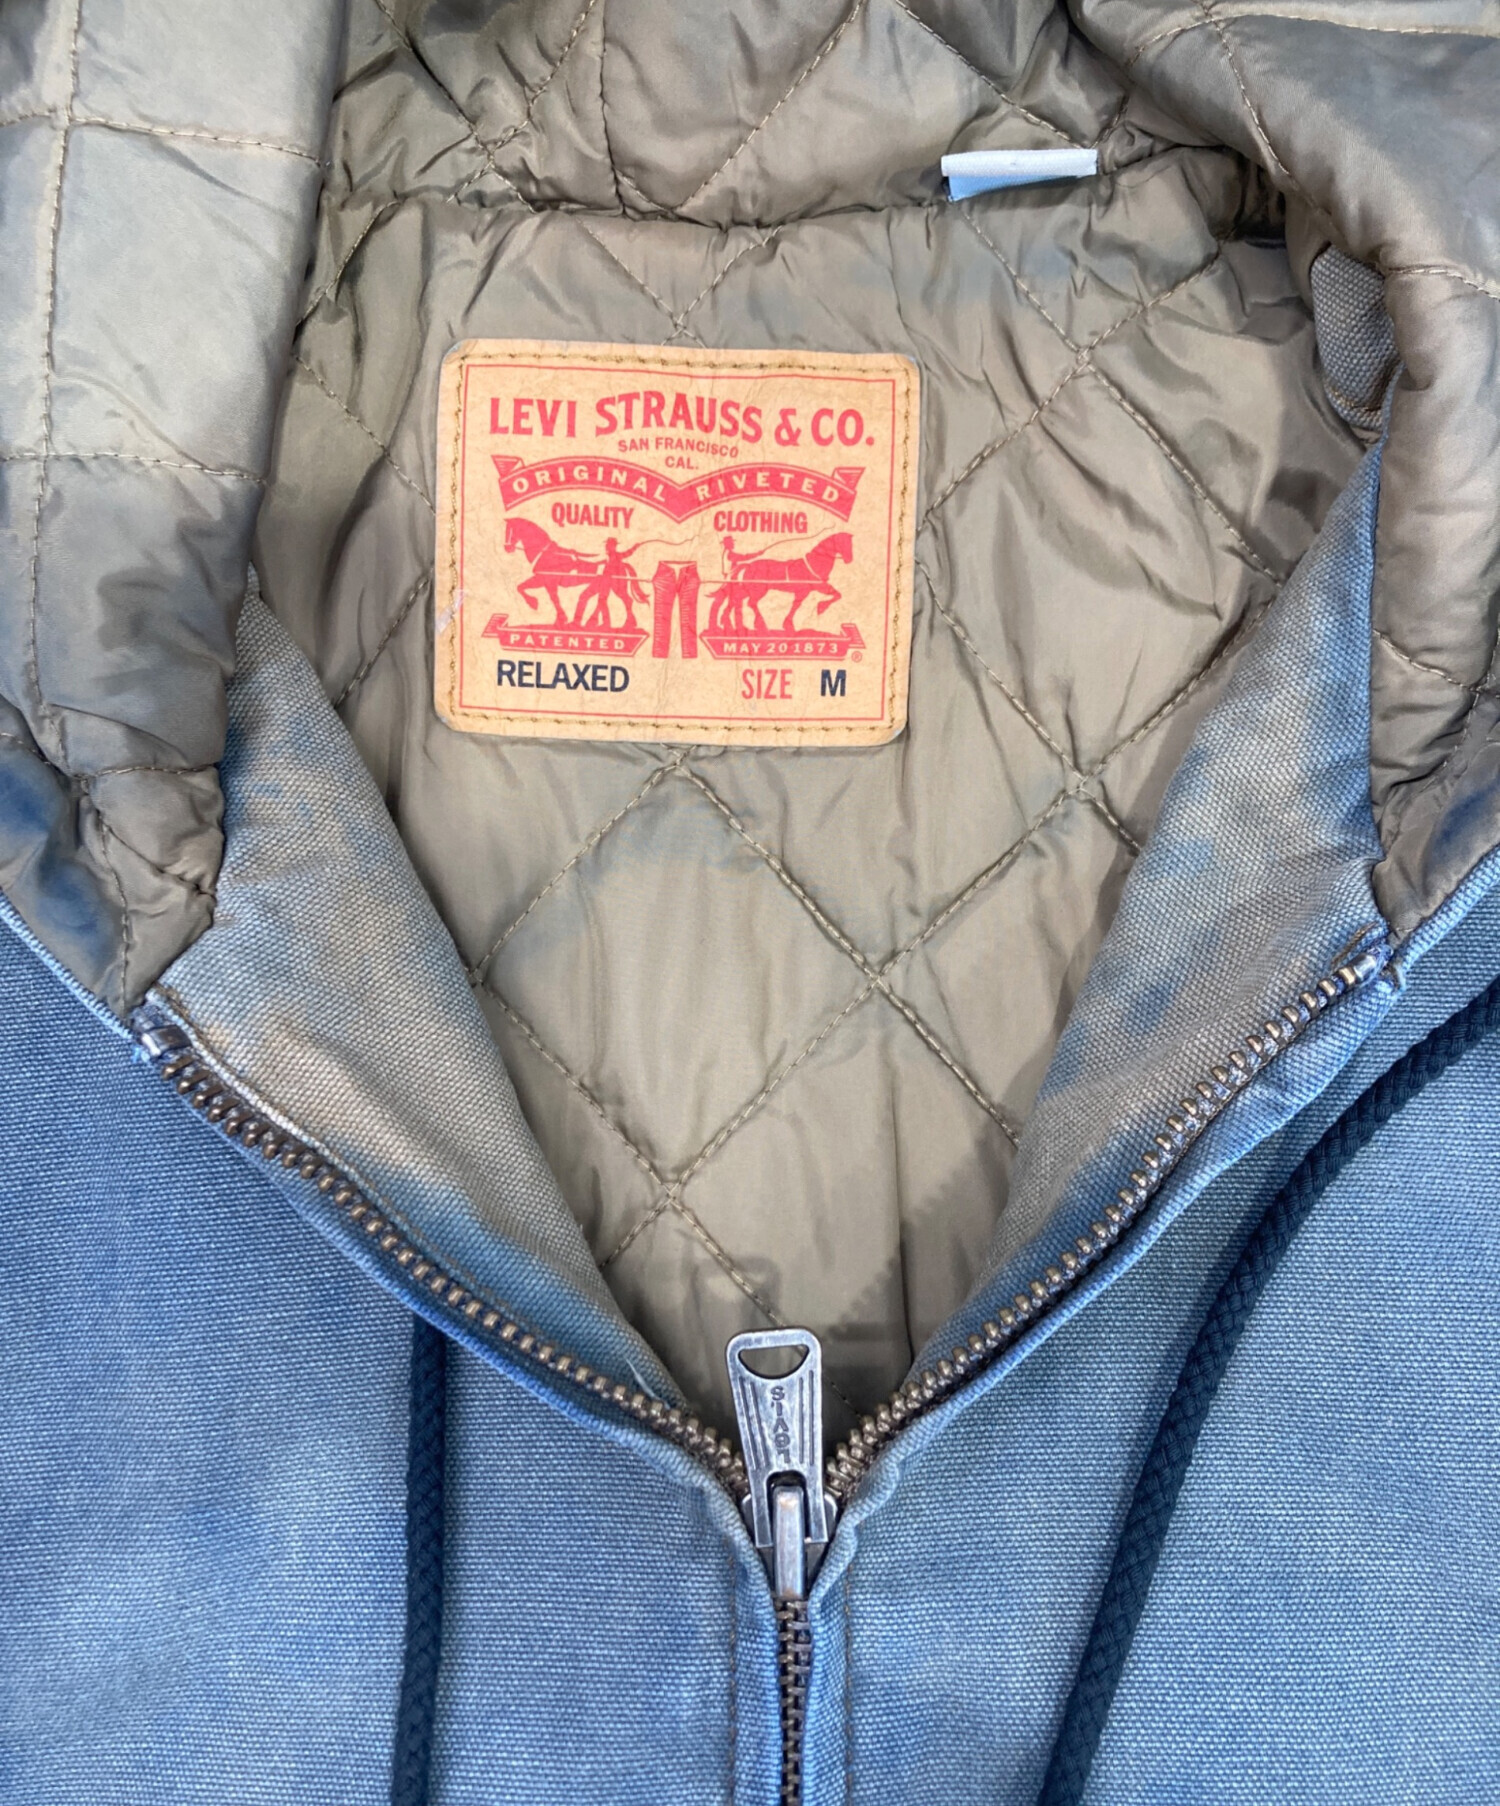 LEVI STRAUSS & CO.
SAN FRANCISCO
CAL.
ORIGINAL RIVETED
QUALITY CLOTHING
PATENTED MAY 20 1873 ®
RELAXED SIZE M